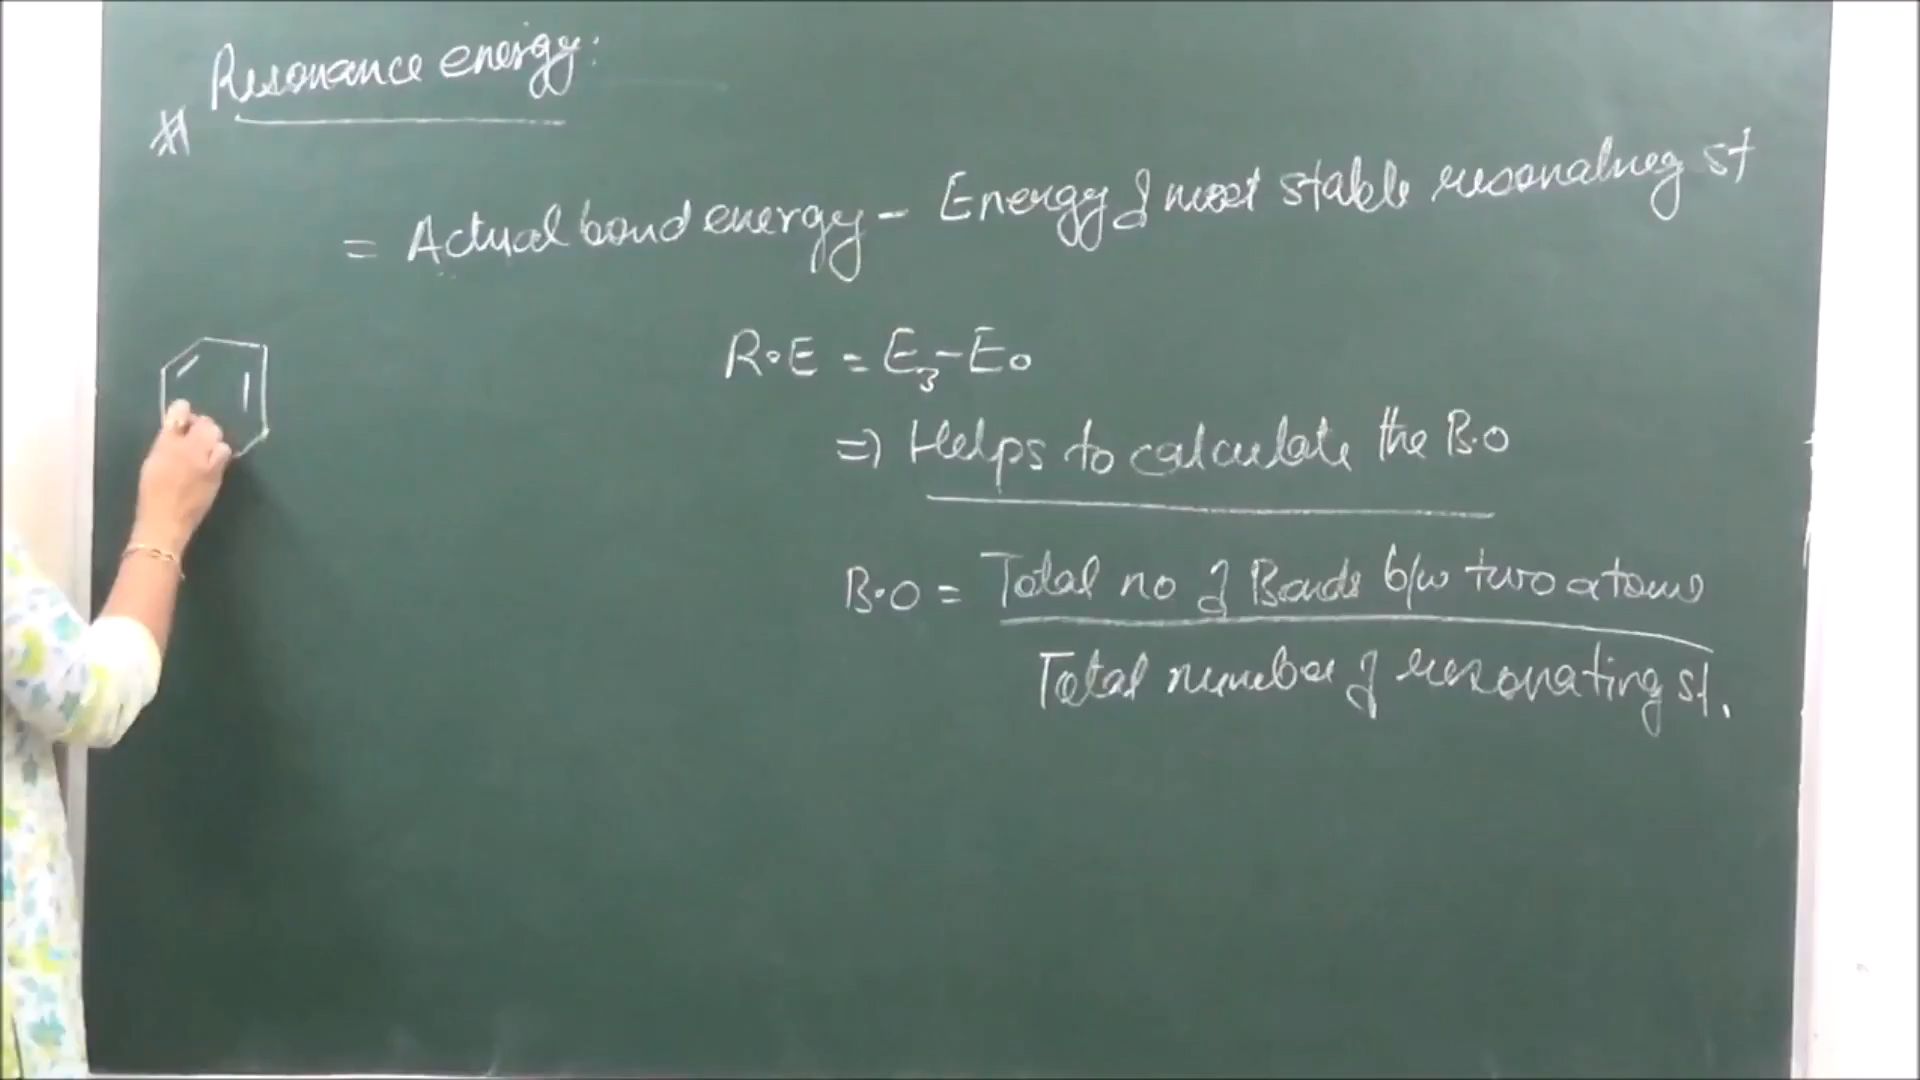 * Resonance energy:
= Actual bond energy - Energy of most stable resonating st
R.E = E3-E0
=) Helps to calculate the B.O
B.O = Total no of Bonds b/w two atoms
Total number of resonating st.